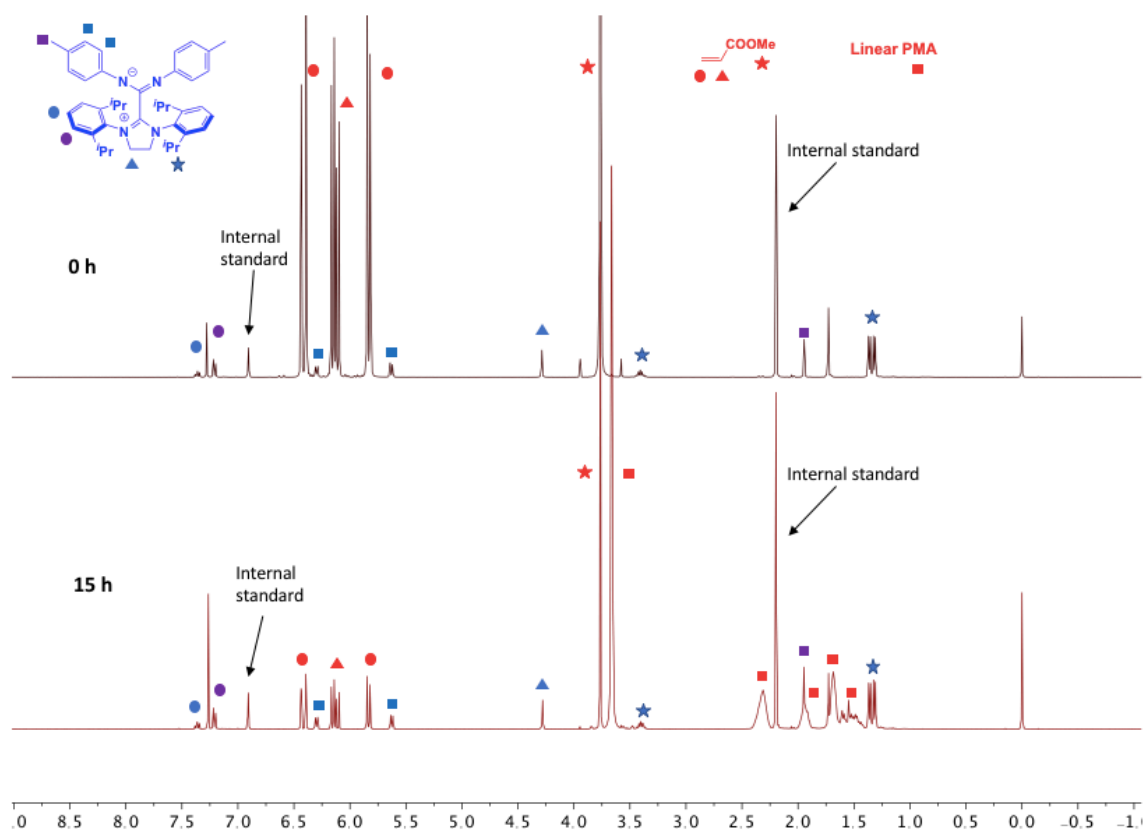 N
⊖
N
iPr
iPr
⊕
N
N
iPr
iPr
COOMe
Linear PMA
Internal standard
Internal
standard
0 h
Internal standard
Internal
standard
15 h
.0 8.5 8.0 7.5 7.0 6.5 6.0 5.5 5.0 4.5 4.0 3.5 3.0 2.5 2.0 1.5 1.0 0.5 0.0 −0.5 −1.